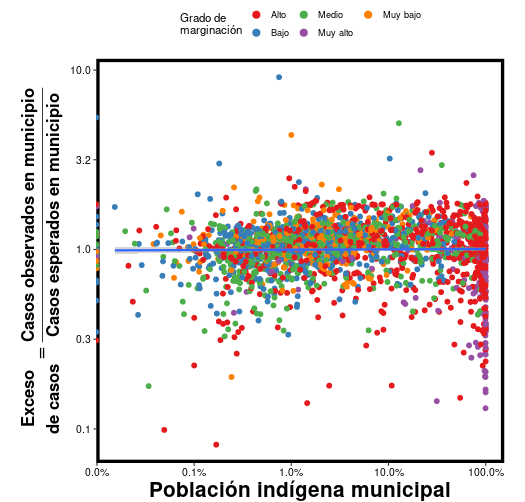 Grado de
marginación
Alto
Medio
Muy bajo
Bajo
Muy alto
Exceso
de casos
=
Casos observados en municipio
Casos esperados en municipio
10.0
3.2
1.0
0.3
0.1
0.0%
0.1%
1.0%
10.0%
100.0%
Población indígena municipal